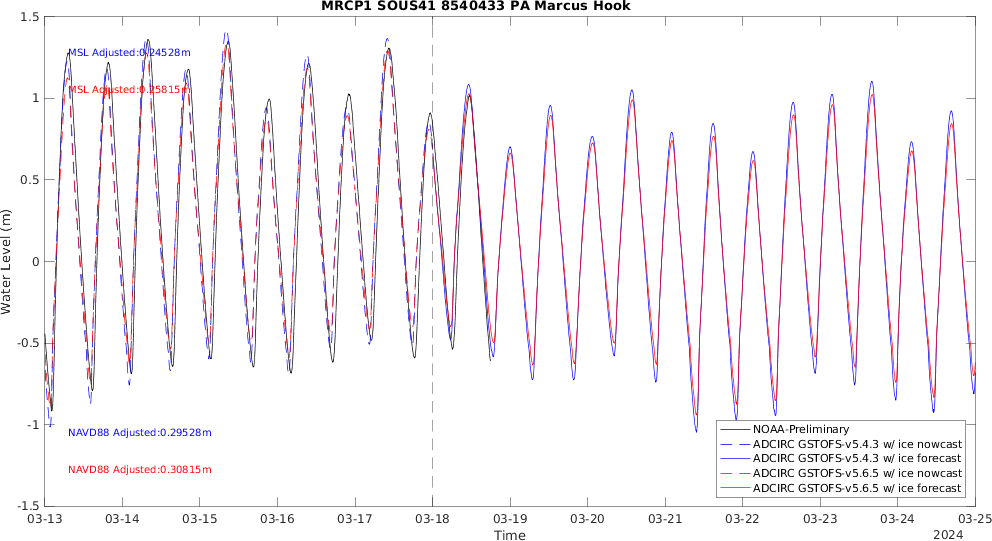 MRCP1 SOUS41 8540433 PA Marcus Hook
1.5
1
0.5
0
-0.5
-1
-1.5
Water Level (m)
MSL Adjusted:0.24528m
MSL Adjusted:0.25815m
NAVD88 Adjusted:0.29528m
NAVD88 Adjusted:0.30815m
NOAA-Preliminary
ADCIRC GSTOFS-v5.4.3 w/ ice nowcast
ADCIRC GSTOFS-v5.4.3 w/ ice forecast
ADCIRC GSTOFS-v5.6.5 w/ ice nowcast
ADCIRC GSTOFS-v5.6.5 w/ ice forecast
03-13 03-14 03-15 03-16 03-17 03-18 03-19 03-20 03-21 03-22 03-23 03-24 03-25
Time
2024